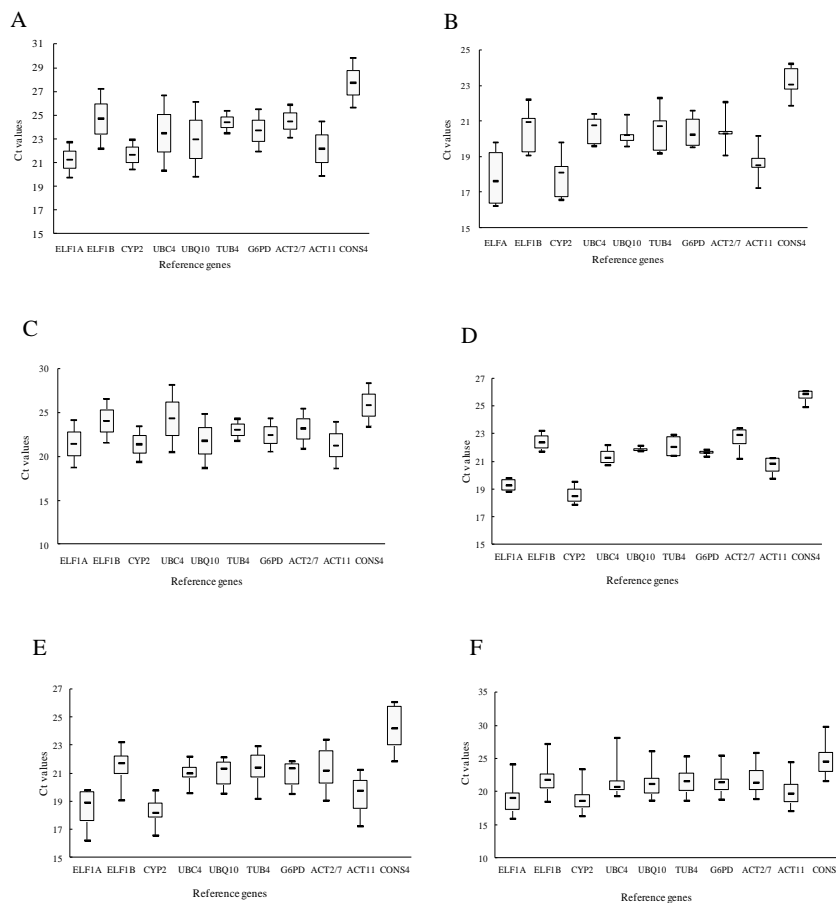 A
31
29
27
25
23
21
19
17
15
Ct values
ELF1A ELF1B CYP2 UBC4 UBQ10 TUB4 G6PD ACT2/7 ACT11 CONS4
Reference genes
B
25
23
21
19
17
15
Ct values
ELFA ELF1B CYP2 UBC4 UBQ10 TUB4 G6PD ACT2/7 ACT11 CONS4
Reference genes
C
30
25
20
15
10
Ct values
ELF1A ELF1B CYP2 UBC4 UBQ10 TUB4 G6PD ACT2/7 ACT11 CONS4
Reference genes
D
27
25
23
21
19
17
15
Ct valuse
ELF1A ELF1B CYP2 UBC4 UBQ10 TUB4 G6PD ACT2/7 ACT11 CONS4
Reference genes
E
27
25
23
21
19
17
15
Ct values
ELF1A ELF1B CYP2 UBC4 UBQ10 TUB4 G6PD ACT2/7 ACT11 CONS4
Reference genes
F
35
30
25
20
15
10
Ct values
ELF1A ELF1B CYP2 UBC4 UBQ10 TUB4 G6PD ACT2/7 ACT11 CONS4
Reference genes